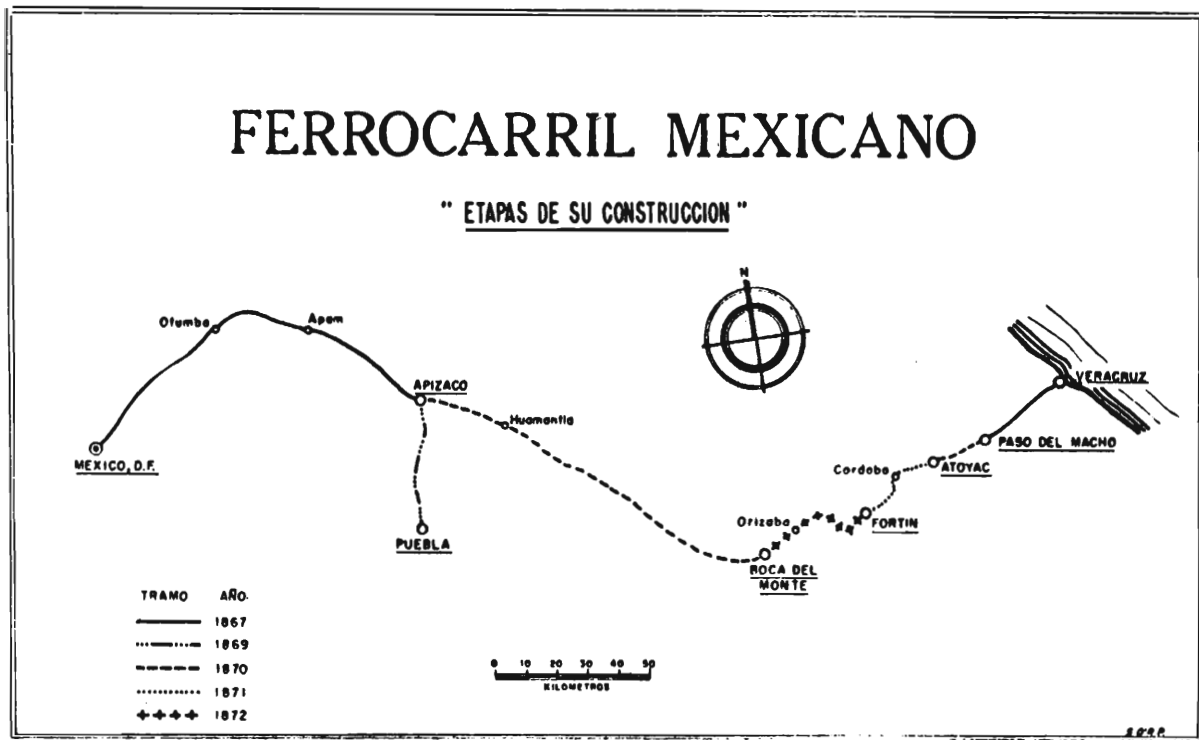 FERROCARRIL MEXICANO
" ETAPAS DE SU CONSTRUCCION "
N
Otumba
Apam
VERACRUZ
APIZACO
Huamantla
PASO DEL MACHO
MEXICO, D.F.
Cordoba
ATOYAC
Orizaba
FORTIN
PUEBLA
BOCA DEL
MONTE
TRAMO AÑO.
1867
1869
1870
1871
1872
0 10 20 30 40 50
KILOMETROS